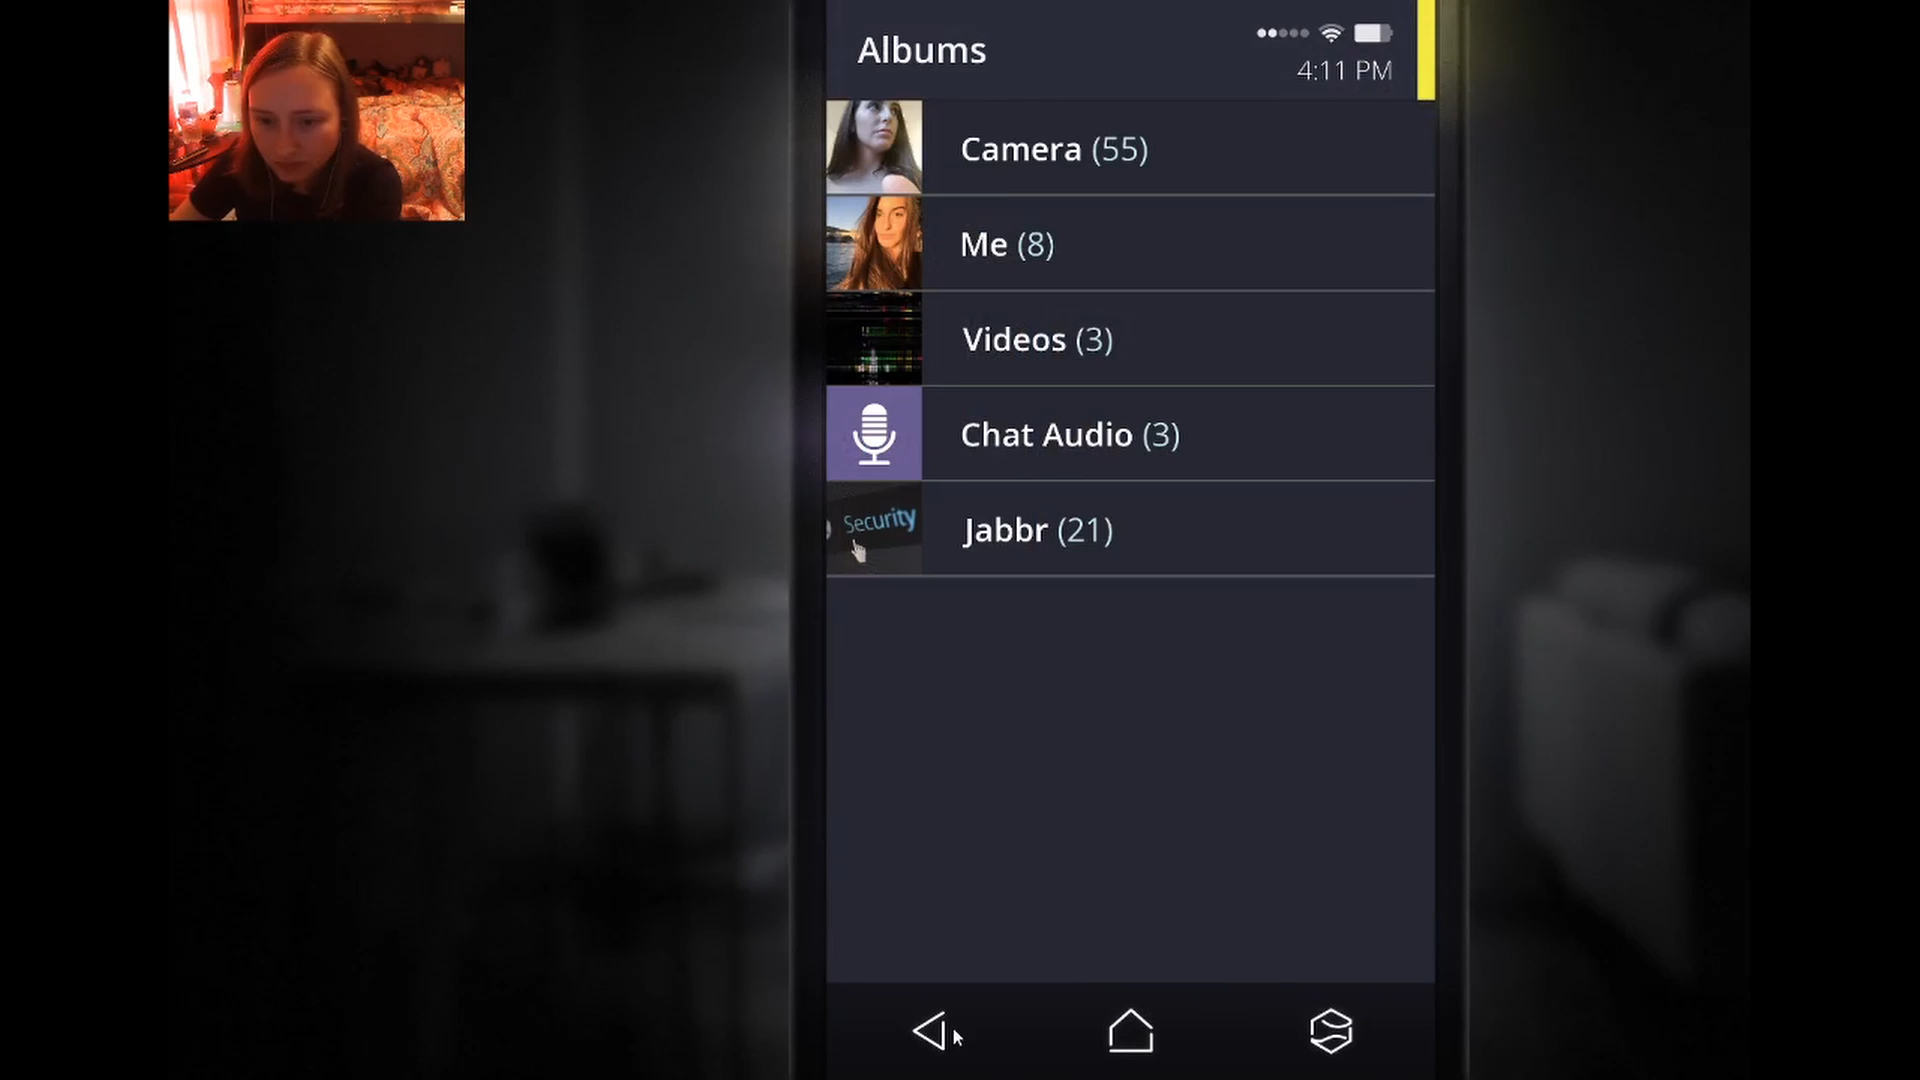 Albums
4:11 PM
Camera (55)
Me (8)
Videos (3)
Chat Audio (3)
Security
Jabbr (21)